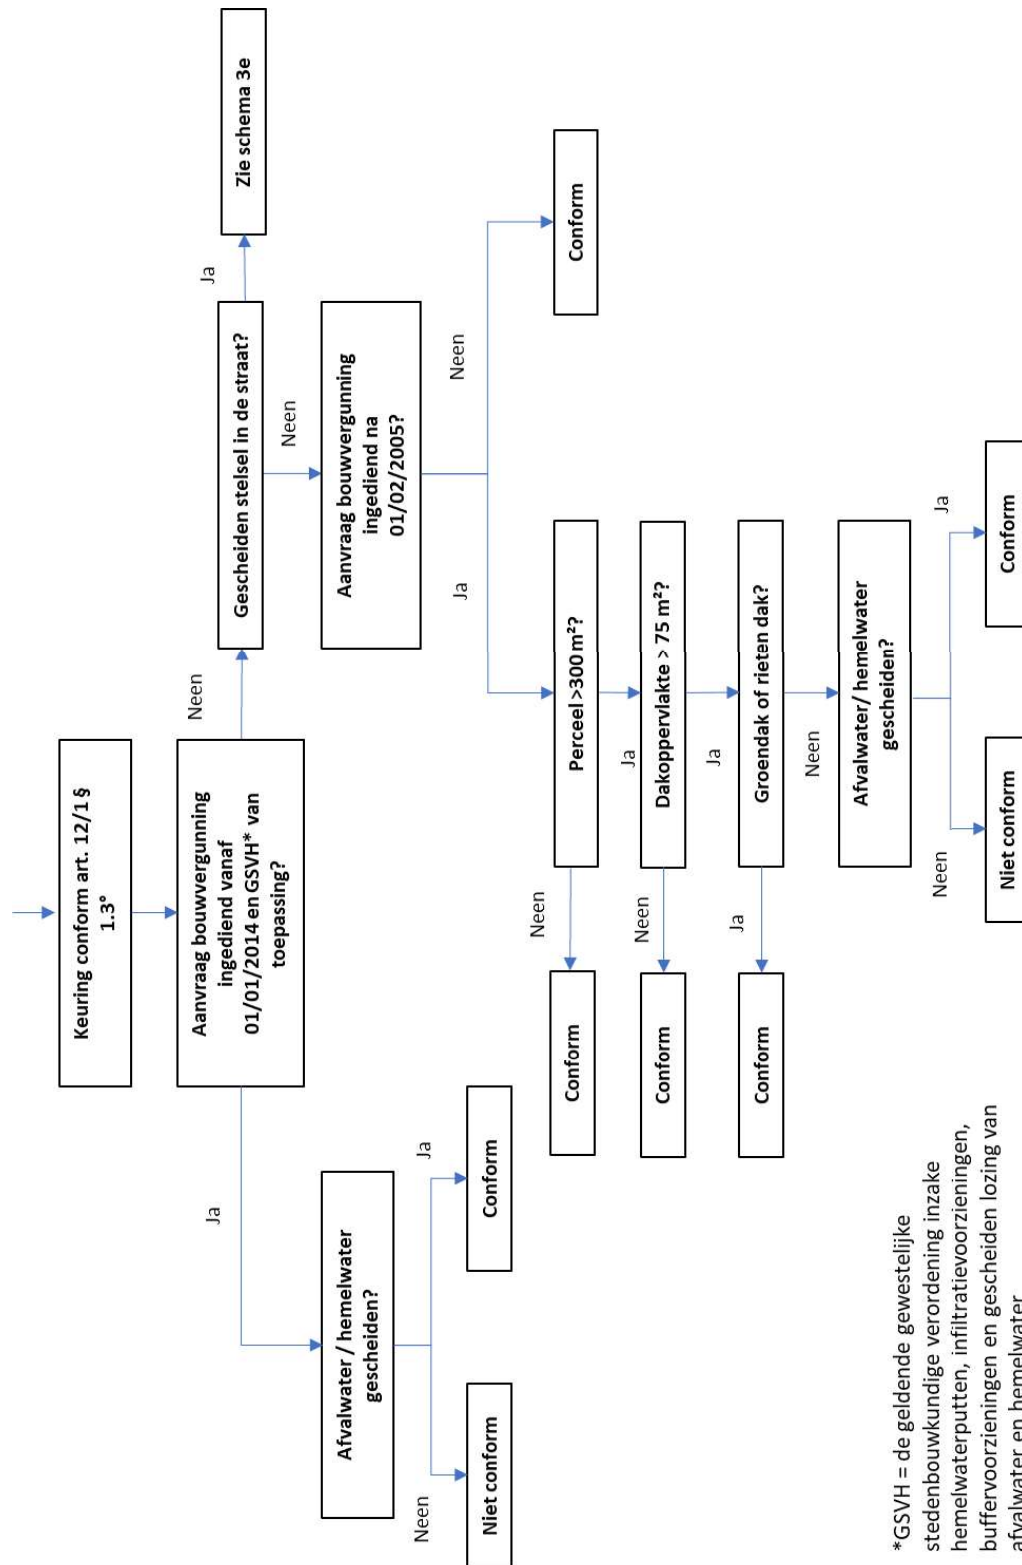 Keuring conform art. 12/1 §
1.3°
Aanvraag bouwvergunning
ingediend vanaf
01/01/2014 en GSVH* van
toepassing?
Ja
Neen
Afvalwater / hemelwater
gescheiden?
Neen
Ja
Niet conform
Conform
Gescheiden stelsel in de straat?
Ja
Zie schema 3e
Neen
Aanvraag bouwvergunning
ingediend na
01/02/2005?
Ja
Neen
Conform
Perceel >300 m²?
Neen
Conform
Ja
Dakoppervlakte > 75 m²?
Neen
Conform
Ja
Groendak of rieten dak?
Ja
Conform
Neen
Afvalwater/ hemelwater
gescheiden?
Neen
Ja
Niet conform
Conform
*GSVH = de geldende gewestelijke
stedenbouwkundige verordening inzake
hemelwaterputten, infiltratievoorzieningen,
buffervoorzieningen en gescheiden lozing van
afvalwater en hemelwater